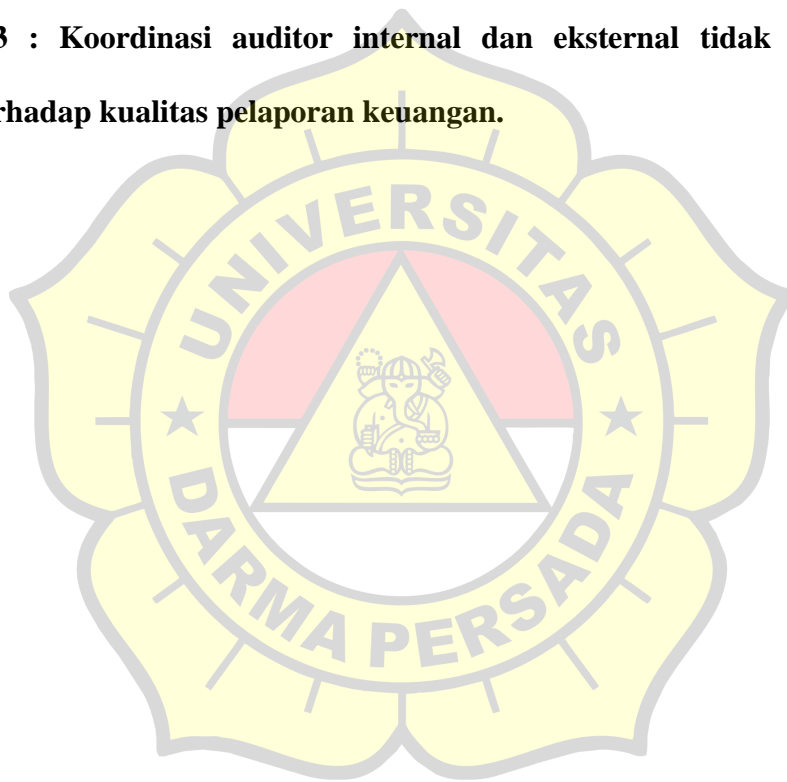 3 : Koordinasi auditor internal dan eksternal tidak
rhadap kualitas pelaporan keuangan.
UNIVERSITAS
DARMA PERSADA